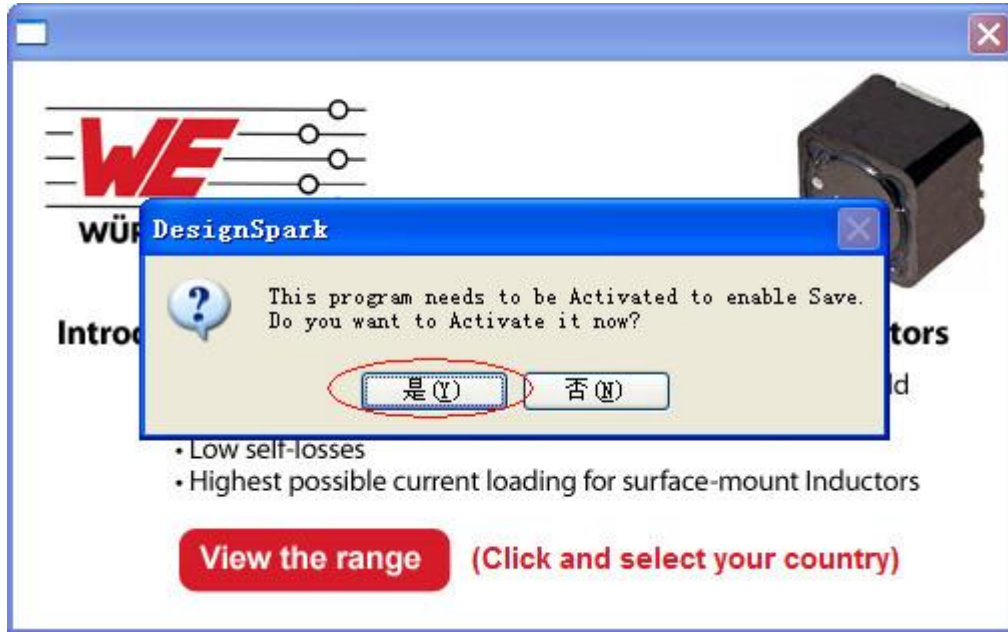 WE
WÜR
DesignSpark
This program needs to be Activated to enable Save.
Do you want to Activate it now?
是(Y)
否(N)
Introd
tors
ld
• Low self-losses
• Highest possible current loading for surface-mount Inductors
View the range
(Click and select your country)